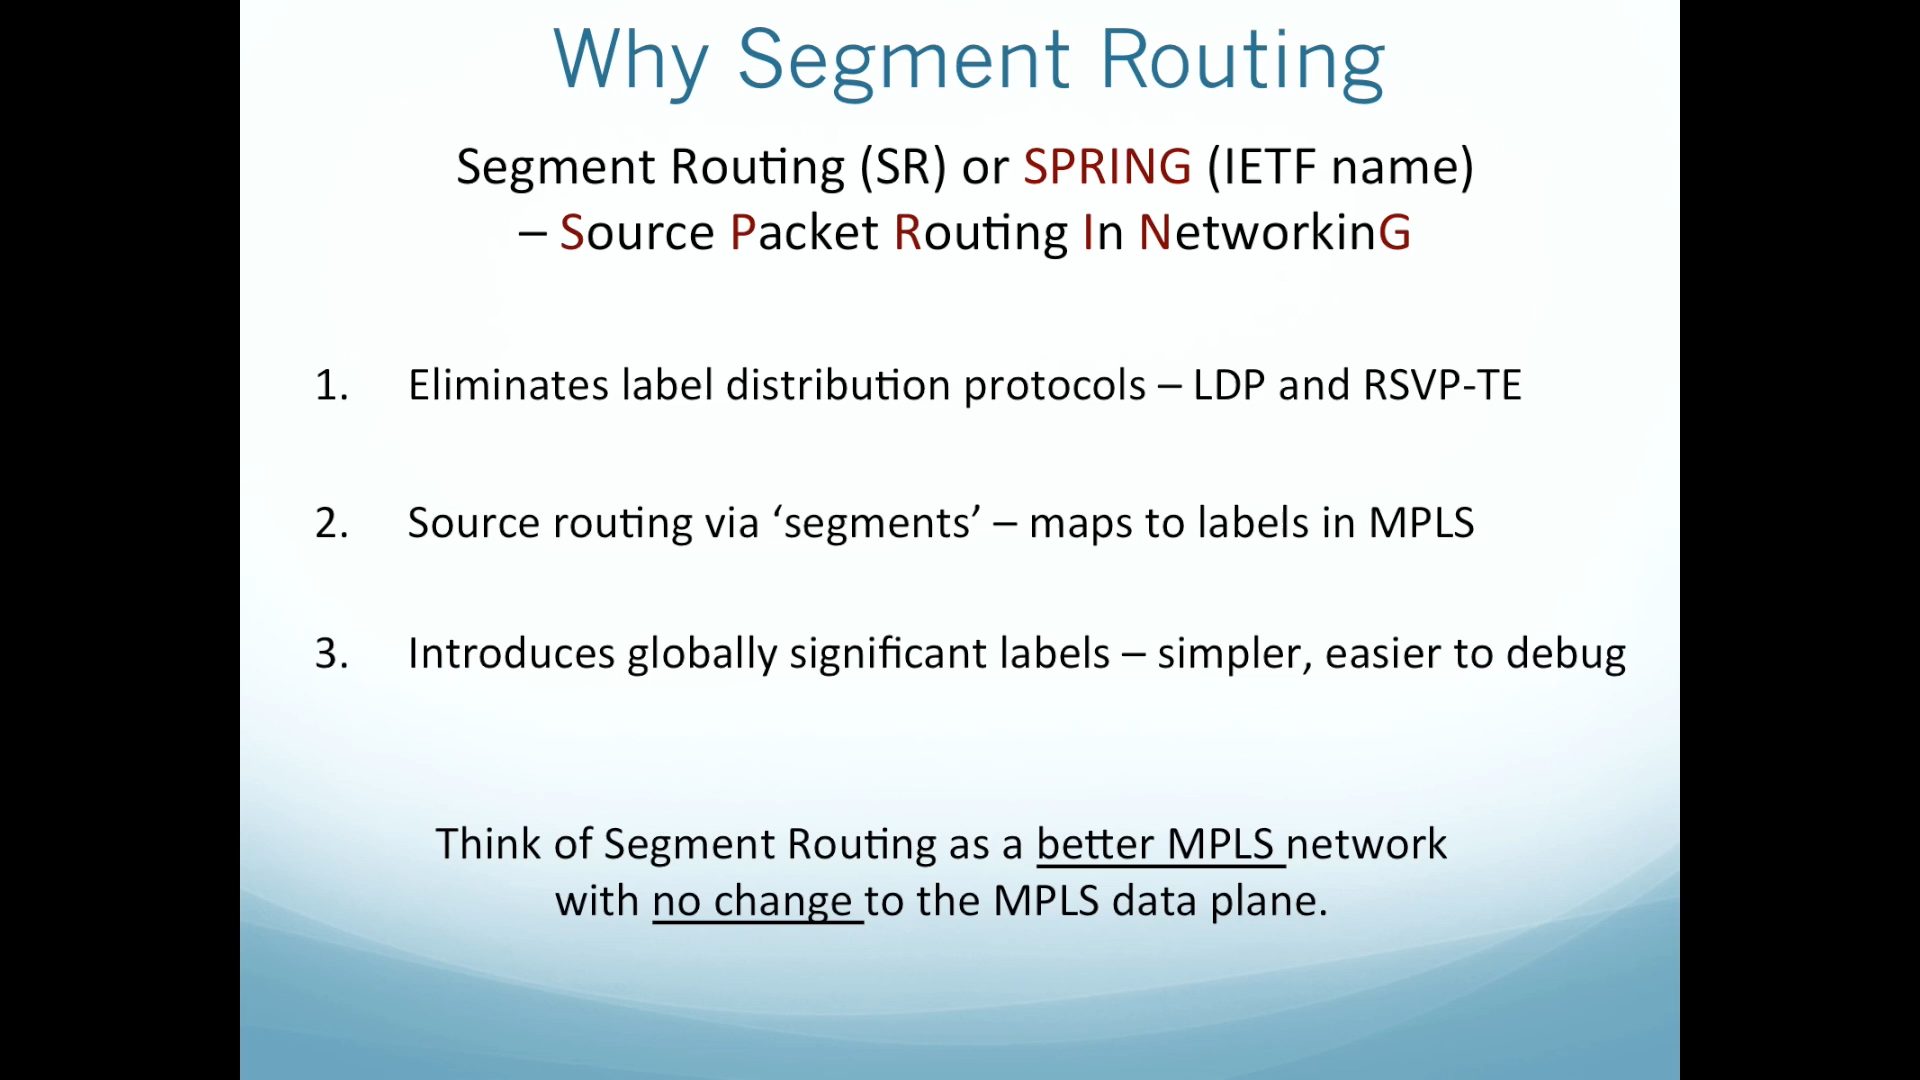 Why Segment Routing
Segment Routing (SR) or SPRING (IETF name)
– Source Packet Routing In NetworkinG
1. Eliminates label distribution protocols – LDP and RSVP-TE
2. Source routing via ‘segments’ – maps to labels in MPLS
3. Introduces globally significant labels – simpler, easier to debug
Think of Segment Routing as a better MPLS network
with no change to the MPLS data plane.